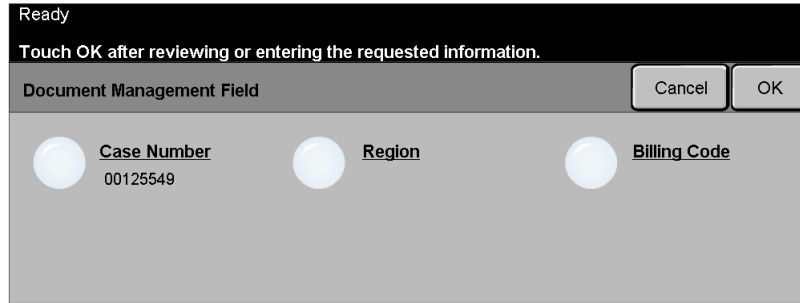 Ready
Touch OK after reviewing or entering the requested information.
Document Management Field
Cancel
OK
Case Number
Region
Billing Code
00125549